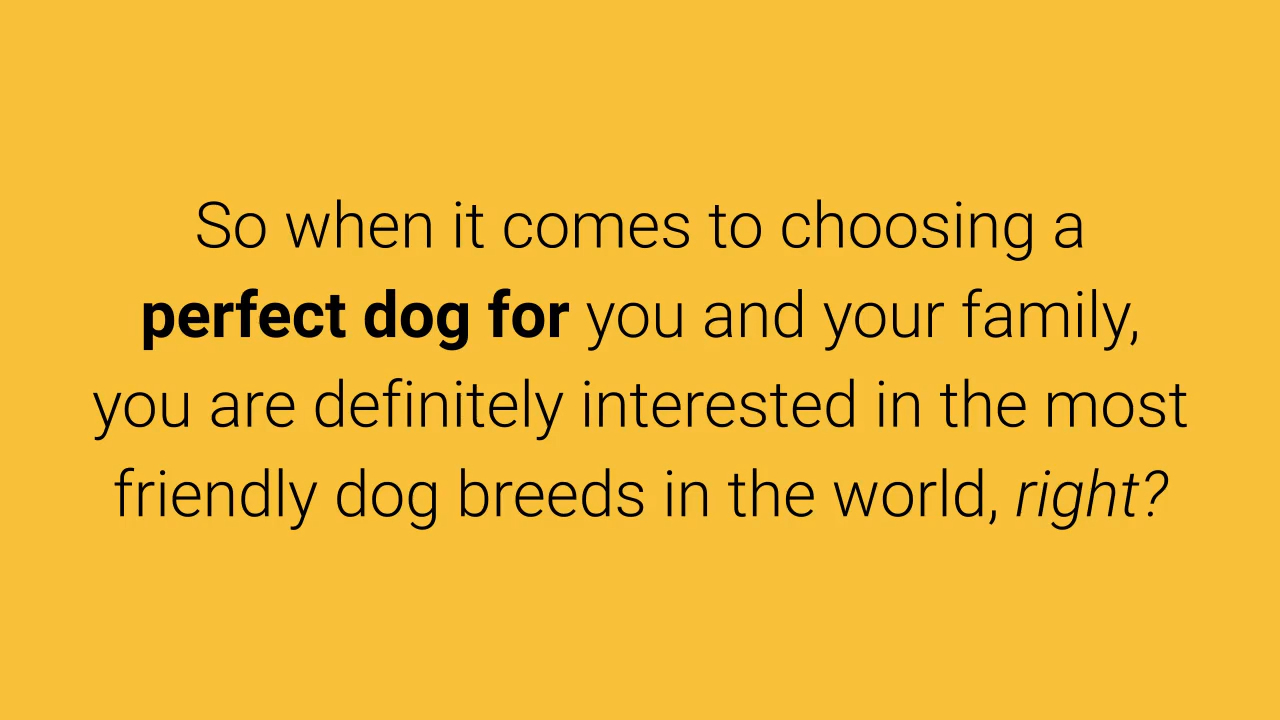 So when it comes to choosing a
perfect dog for you and your family,
you are definitely interested in the most
friendly dog breeds in the world, right?